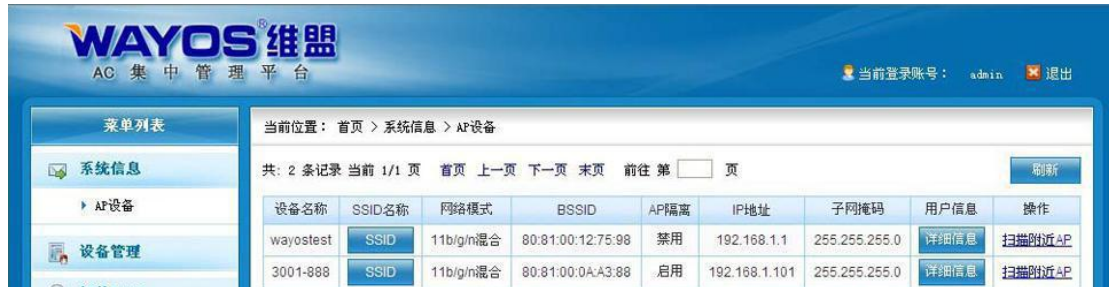 WAYOS®维盟
AC 集中管理平台
当前登录账号： admin 退出
菜单列表
当前位置： 首页 > 系统信息 > AP设备
系统信息
共: 2 条记录 当前 1/1 页 首页 上一页 下一页 末页 前往 第 页 刷新
AP设备
设备名称 SSID名称 网络模式 BSSID AP隔离 IP地址 子网掩码 用户信息 操作
设备管理
wayostest SSID 11b/g/n混合 80:81:00:12:75:98 禁用 192.168.1.1 255.255.255.0 详细信息 扫描附近AP
3001-888 SSID 11b/g/n混合 80:81:00:0A:A3:88 启用 192.168.1.101 255.255.255.0 详细信息 扫描附近AP